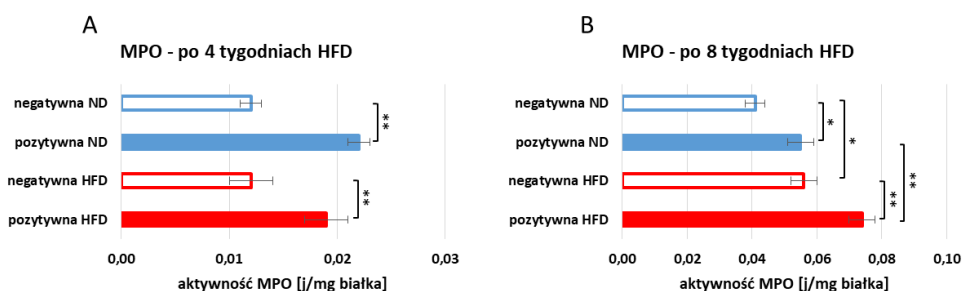 A
MPO - po 4 tygodniach HFD
negatywna ND
pozytywna ND
negatywna HFD
pozytywna HFD
**
**
0,00 0,01 0,02 0,03
aktywność MPO [j/mg białka]
B
MPO - po 8 tygodniach HFD
negatywna ND
pozytywna ND
negatywna HFD
pozytywna HFD
*
*
**
**
0,00 0,02 0,04 0,06 0,08 0,10
aktywność MPO [j/mg białka]